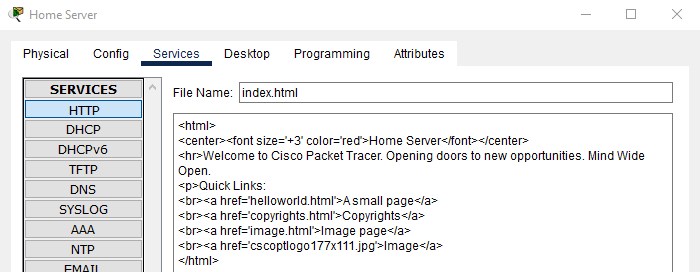 Home Server
Physical Config Services Desktop Programming Attributes
SERVICES
HTTP
DHCP
DHCPv6
TFTP
DNS
SYSLOG
AAA
NTP
EMAIL
File Name: index.html
<html>
<center><font size='+3' color='red'>Home Server</font></center>
<hr>Welcome to Cisco Packet Tracer. Opening doors to new opportunities. Mind Wide
Open.
<p>Quick Links:
<br><a href='helloworld.html'>A small page</a>
<br><a href='copyrights.html'>Copyrights</a>
<br><a href='image.html'>Image page</a>
<br><a href='cscoptlogo177x111.jpg'>Image</a>
</html>